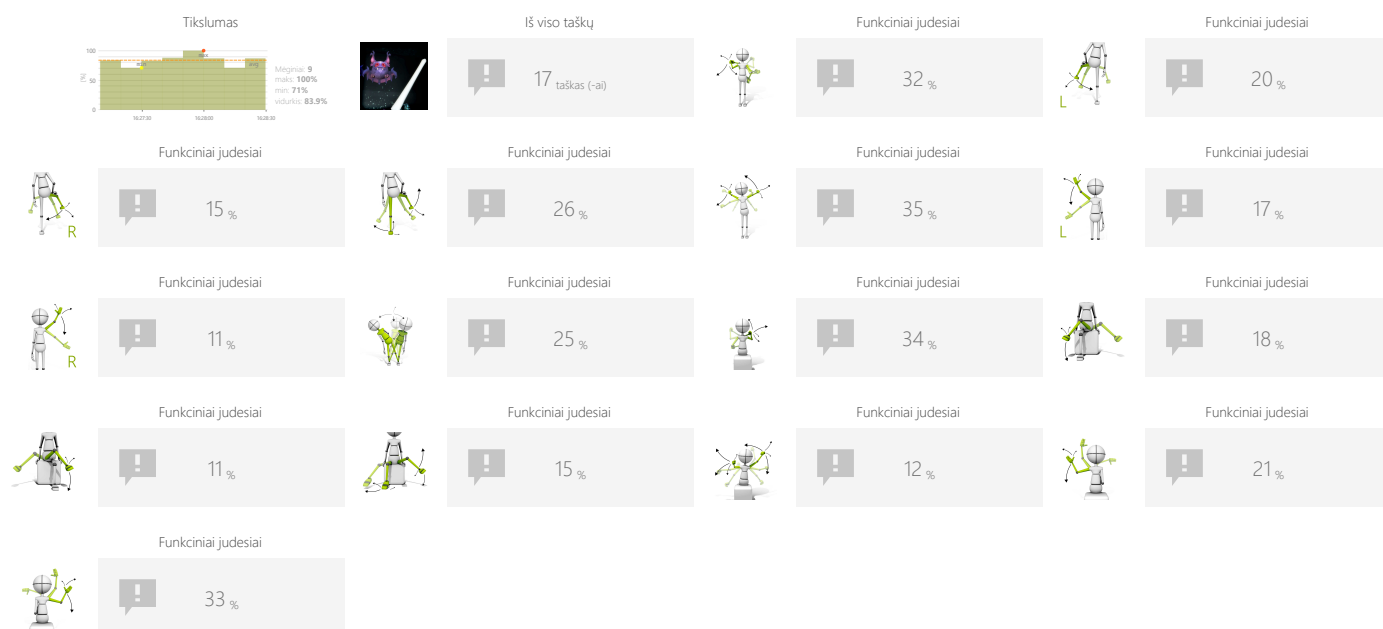 Tikslumas
Iš viso taškų
Funkciniai judesiai
Funkciniai judesiai
100
50
0
[%]
max
min
avg
16:27:30
16:28:00
16:28:30
Mėginiai: 9
maks: 100%
min: 71%
vidurkis: 83.9%
17 taškas (-ai)
32 %
L
20 %
Funkciniai judesiai
Funkciniai judesiai
Funkciniai judesiai
Funkciniai judesiai
R
15 %
26 %
35 %
L
17 %
Funkciniai judesiai
Funkciniai judesiai
Funkciniai judesiai
Funkciniai judesiai
R
11 %
25 %
34 %
18 %
Funkciniai judesiai
Funkciniai judesiai
Funkciniai judesiai
Funkciniai judesiai
11 %
15 %
12 %
21 %
Funkciniai judesiai
33 %